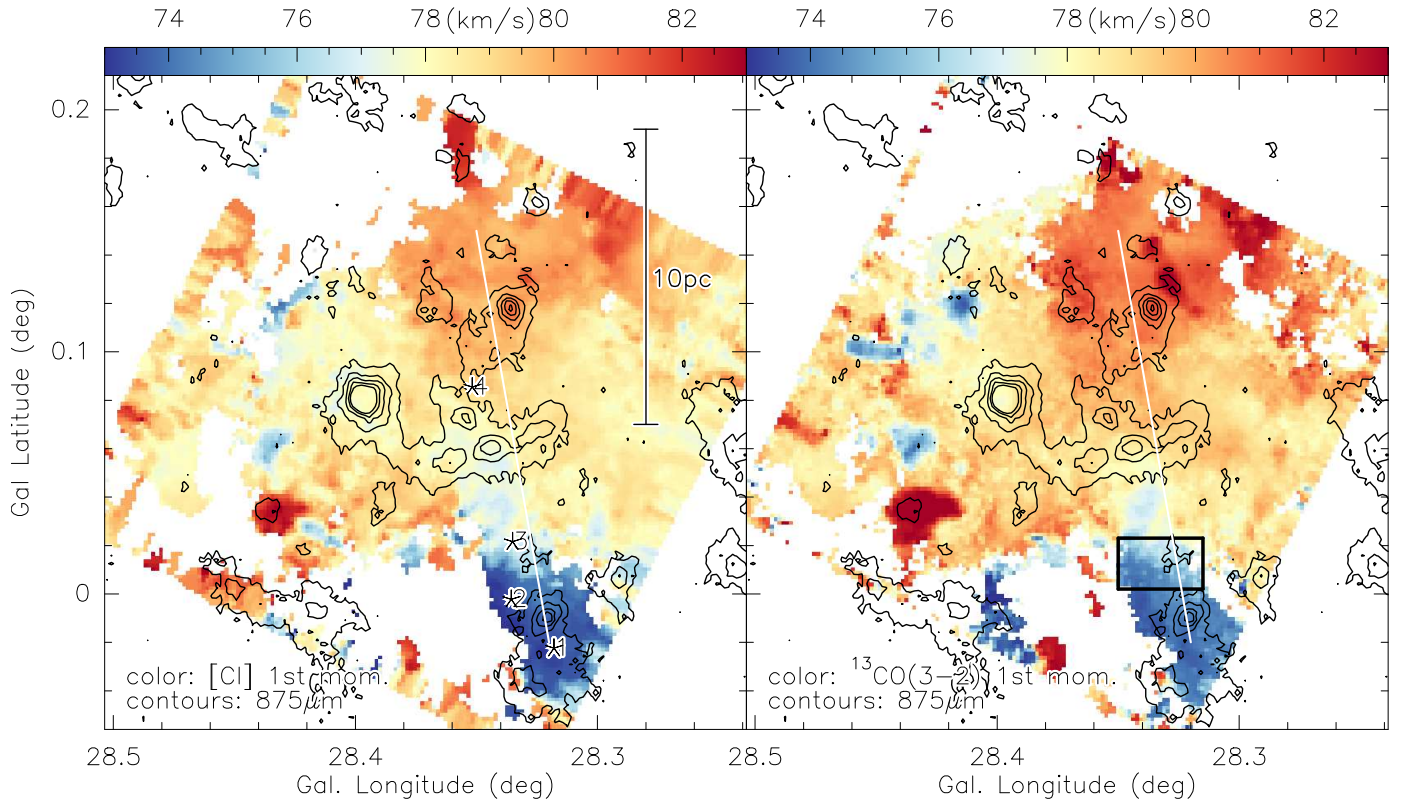 74 76 78(km/s)80 82 74 76 78(km/s)80 82
0.2
10pc
0.1
4
3
0
2
1
color: [CI] 1st mom. color: ¹³CO(3−2) 1st mom.
contours: 875μm contours: 875μm
28.5 28.4 28.3 28.5 28.4 28.3
Gal. Longitude (deg) Gal. Longitude (deg)
Gal Latitude (deg)